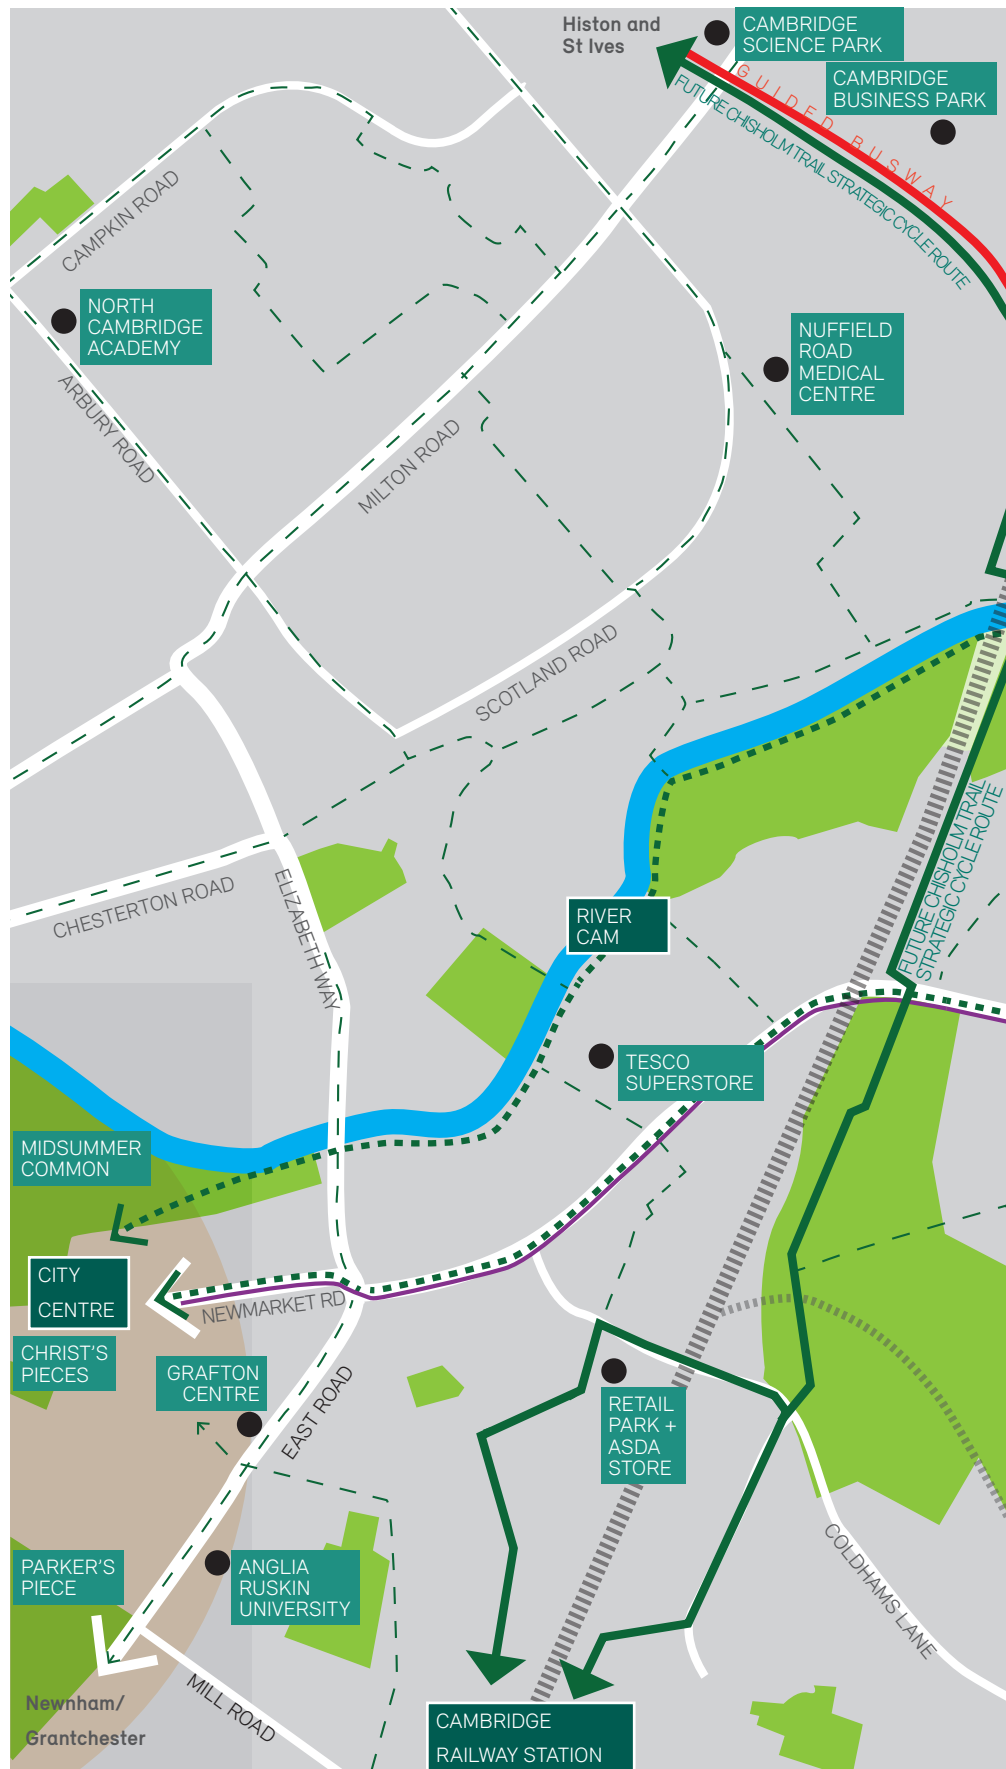 Histon and
St Ives
CAMBRIDGE
SCIENCE PARK
CAMBRIDGE
BUSINESS PARK
GUIDED BUSWAY
FUTURE CHISHOLM TRAIL STRATEGIC CYCLE ROUTE
CAMPKIN ROAD
NORTH
CAMBRIDGE
ACADEMY
NUFFIELD
ROAD
MEDICAL
CENTRE
ARBURY ROAD
MILTON ROAD
SCOTLAND ROAD
FUTURE CHISHOLM TRAIL
STRATEGIC CYCLE ROUTE
CHESTERTON ROAD
ELIZABETH WAY
RIVER
CAM
TESCO
SUPERSTORE
MIDSUMMER
COMMON
CITY
CENTRE
NEWMARKET RD
CHRIST'S
PIECES
GRAFTON
CENTRE
EAST ROAD
RETAIL
PARK +
ASDA
STORE
COLDHAMS LANE
PARKER'S
PIECE
ANGLIA
RUSKIN
UNIVERSITY
MILL ROAD
Newnham/
Grantchester
CAMBRIDGE
RAILWAY STATION